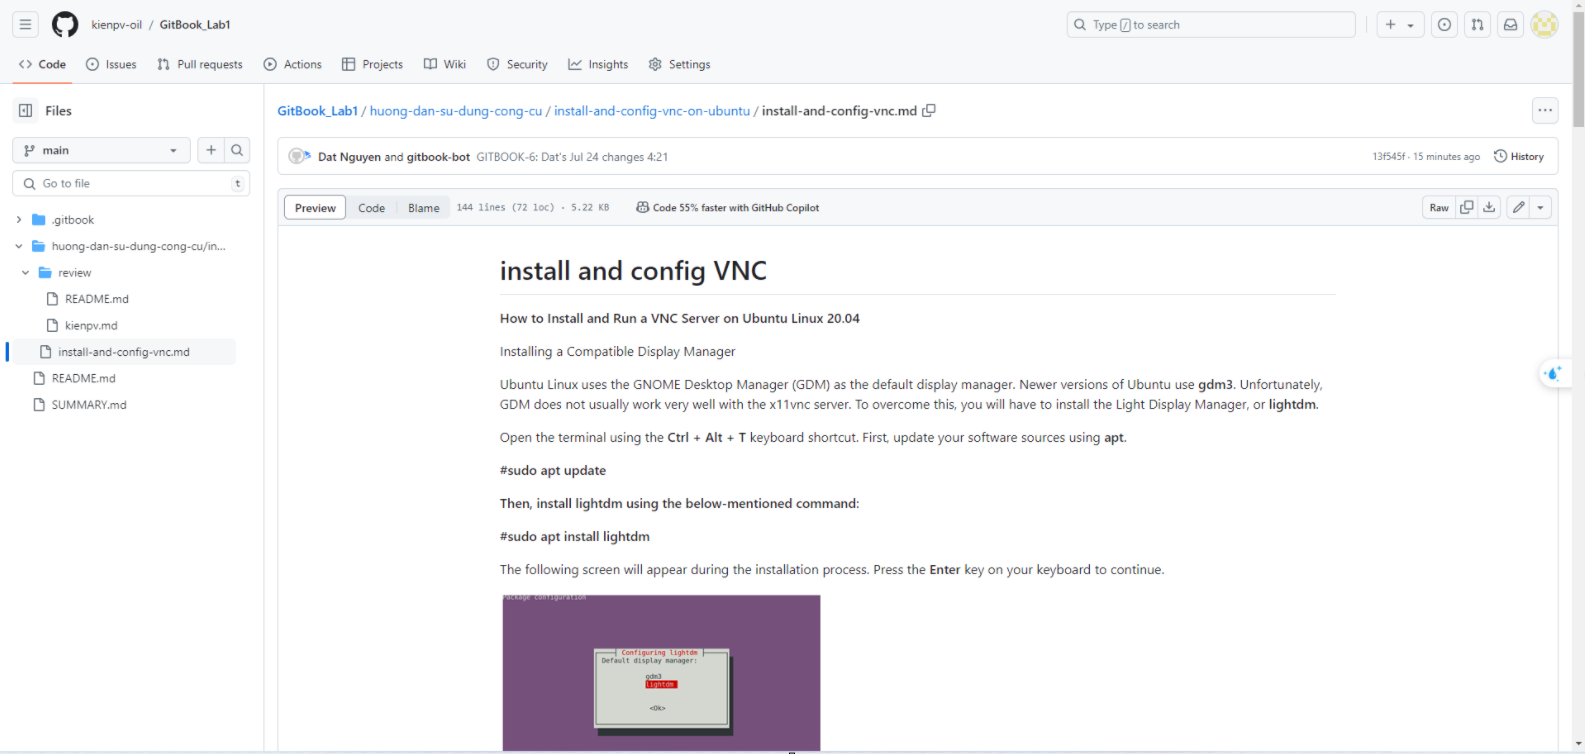 kienpv-oil / GitBook_Lab1
Type / to search
Code Issues Pull requests Actions Projects Wiki Security Insights Settings
Files
main
Go to file t
.gitbook
huong-dan-su-dung-cong-cu/in...
review
README.md
kienpv.md
install-and-config-vnc.md
README.md
SUMMARY.md
GitBook_Lab1 / huong-dan-su-dung-cong-cu / install-and-config-vnc-on-ubuntu / install-and-config-vnc.md
Dat Nguyen and gitbook-bot GITBOOK-6: Dat's Jul 24 changes 4:21
13f545f · 15 minutes ago History
Preview Code Blame 144 lines (72 loc) · 5.22 KB Code 55% faster with GitHub Copilot
Raw
install and config VNC
How to Install and Run a VNC Server on Ubuntu Linux 20.04
Installing a Compatible Display Manager
Ubuntu Linux uses the GNOME Desktop Manager (GDM) as the default display manager. Newer versions of Ubuntu use gdm3. Unfortunately,
GDM does not usually work very well with the x11vnc server. To overcome this, you will have to install the Light Display Manager, or lightdm.
Open the terminal using the Ctrl + Alt + T keyboard shortcut. First, update your software sources using apt.
#sudo apt update
Then, install lightdm using the below-mentioned command:
#sudo apt install lightdm
The following screen will appear during the installation process. Press the Enter key on your keyboard to continue.
Package configuration
Configuring lightdm
Default display manager:
gdm3
lightdm
<Ok>